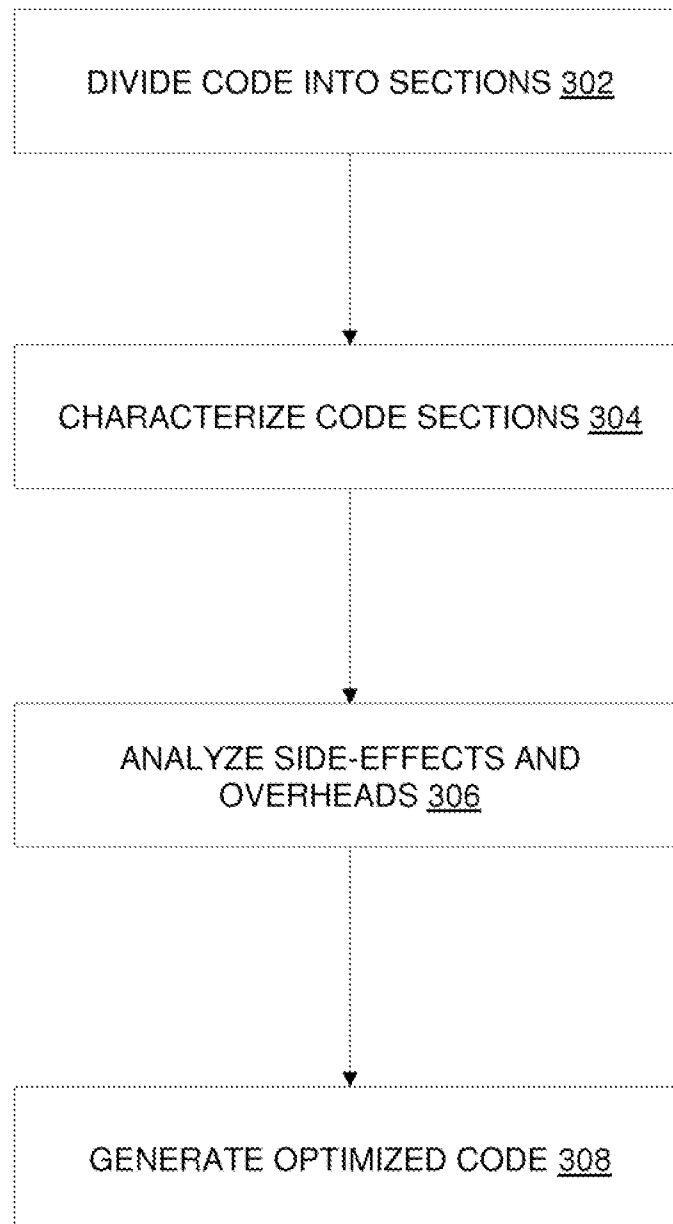 DIVIDE CODE INTO SECTIONS 302
CHARACTERIZE CODE SECTIONS 304
ANALYZE SIDE-EFFECTS AND
OVERHEADS 306
GENERATE OPTIMIZED CODE 308